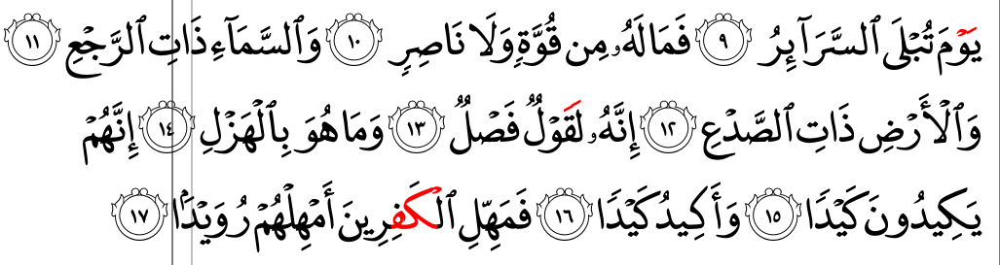 يَوْمَ تُبْلَى ٱلسَّرَآئِرُ ٩ فَمَا لَهُۥ مِن قُوَّةٍ وَلَا نَاصِرٍ ١٠ وَٱلسَّمَآءِ ذَاتِ ٱلرَّجْعِ ١١
وَٱلْأَرْضِ ذَاتِ ٱلصَّدْعِ ١٢ إِنَّهُۥ لَقَوْلٌ فَصْلٌ ١٣ وَمَا هُوَ بِٱلْهَزْلِ ١٤ إِنَّهُمْ
يَكِيدُونَ كَيْدًا ١٥ وَأَكِيدُ كَيْدًا ١٦ فَمَهِّلِ ٱلْكَفِرِينَ أَمْهِلْهُمْ رُوَيْدًۢا ١٧